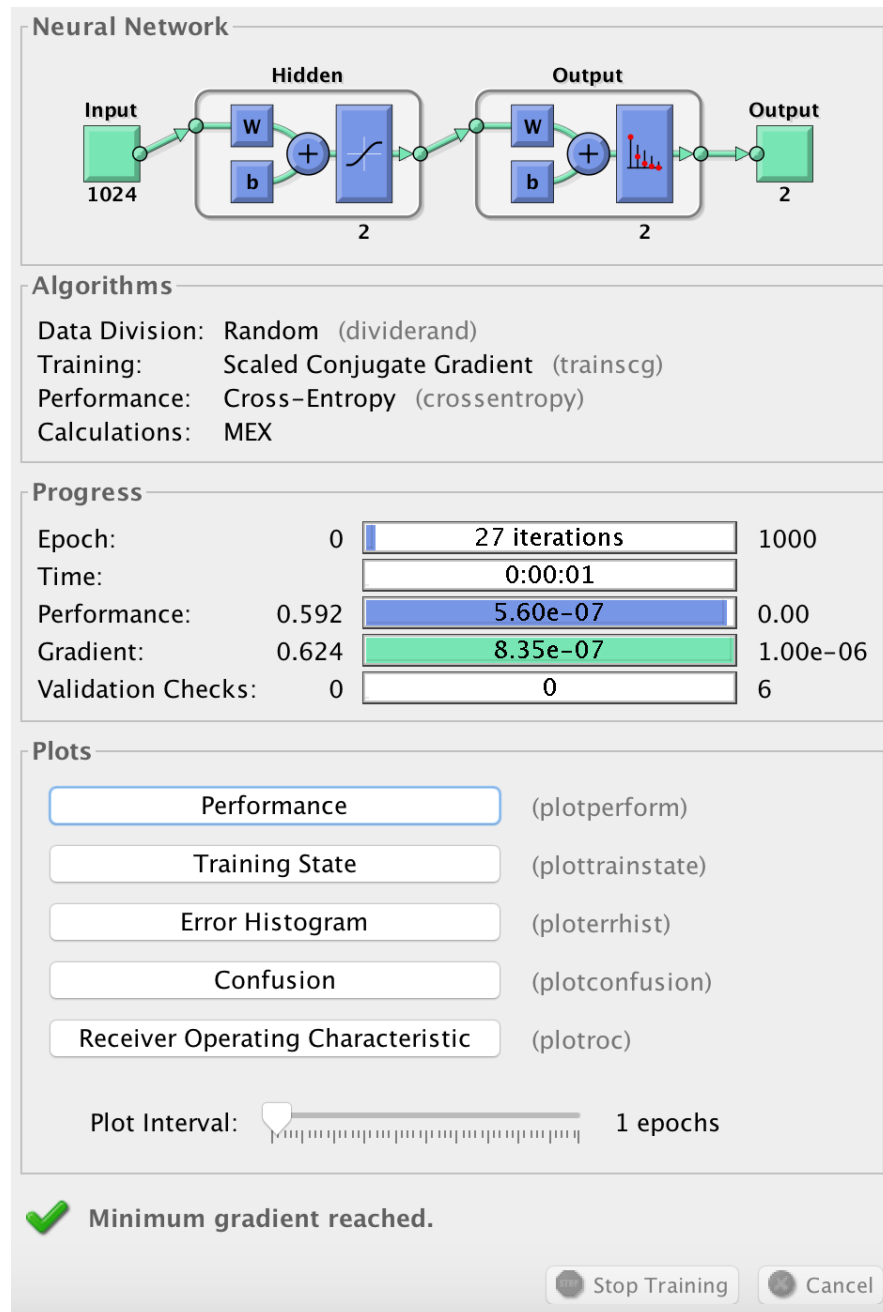 Neural Network
Hidden
Output
Input
Output
W
W
b
b
1024
2
2
2
Algorithms
Data Division: Random (dividerand)
Training: Scaled Conjugate Gradient (trainscg)
Performance: Cross-Entropy (crossentropy)
Calculations: MEX
Progress
Epoch: 0 27 iterations 1000
Time: 0:00:01
Performance: 0.592 5.60e-07 0.00
Gradient: 0.624 8.35e-07 1.00e-06
Validation Checks: 0 0 6
Plots
Performance (plotperform)
Training State (plottrainstate)
Error Histogram (ploterrhist)
Confusion (plotconfusion)
Receiver Operating Characteristic (plotroc)
Plot Interval: 1 epochs
Minimum gradient reached.
STOP Stop Training Cancel